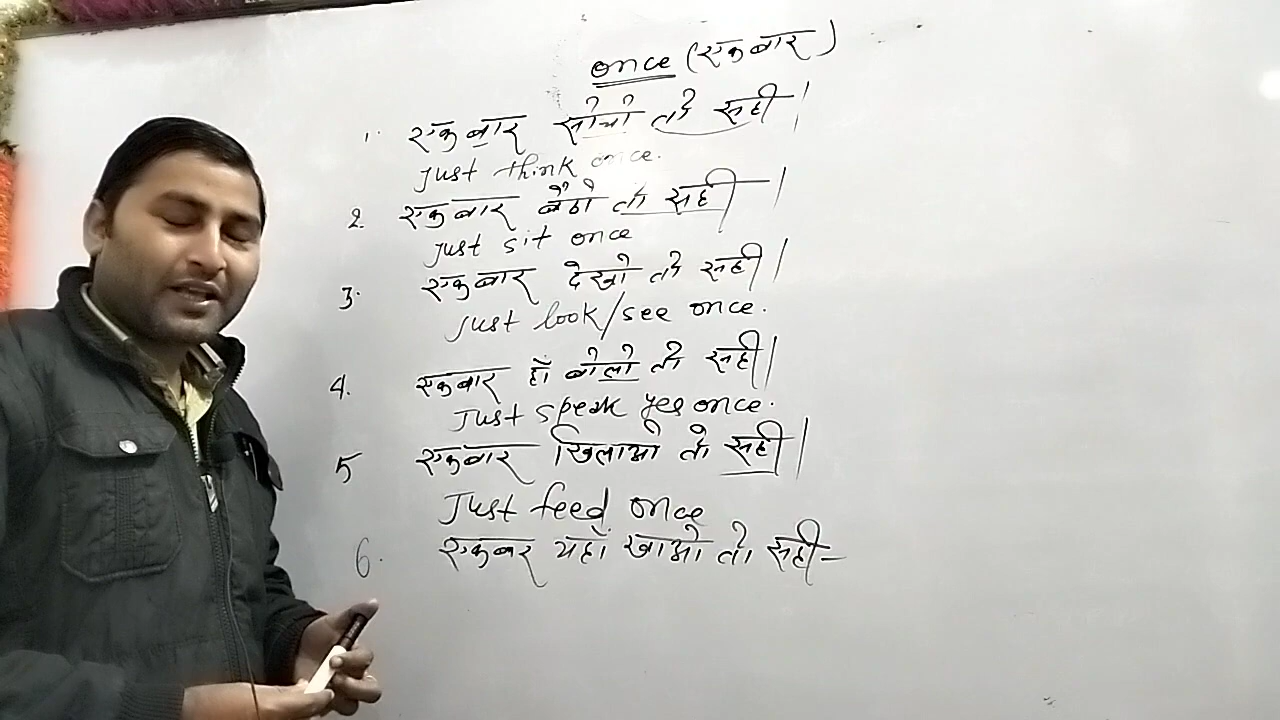 once (एकबार)
1. एकबार सोचो तो सही।
Just think once.
2. एकबार बैठो तो सही।
Just sit once
3. एकबार देखो तो सही।
Just look/see once.
4. एकबार हाँ बोलो तो सही।
Just speak yes once.
5 एकबार खिलाओ तो सही।
Just feed once
6. एकबार यहाँ खाओ तो सही-